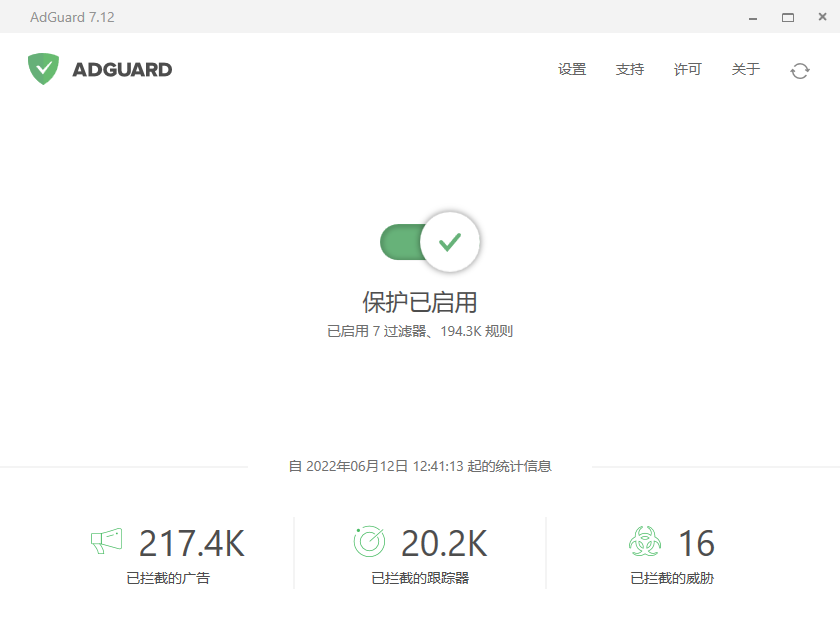 AdGuard 7.12
ADGUARD
设置 支持 许可 关于
保护已启用
已启用 7 过滤器、194.3K 规则
自 2022年06月12日 12:41:13 起的统计信息
217.4K 20.2K 16
已拦截的广告 已拦截的跟踪器 已拦截的威胁